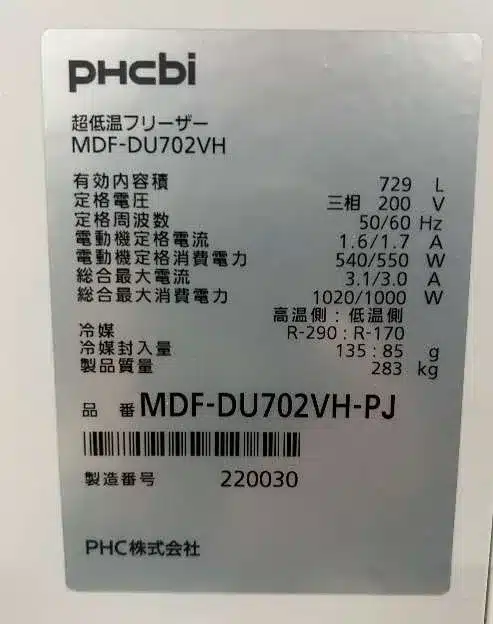 PHCbi
超低温フリーザー
MDF-DU702VH
有効内容積 729 L
定格電圧 三相 200 V
定格周波数 50/60 Hz
電動機定格電流 1.6/1.7 A
電動機定格消費電力 540/550 W
総合最大電流 3.1/3.0 A
総合最大消費電力 1020/1000 W
高温側 : 低温側
冷媒 R-290 : R-170
冷媒封入量 135 : 85 g
製品質量 283 kg
品番 MDF-DU702VH-PJ
製造番号 220030
PHC株式会社